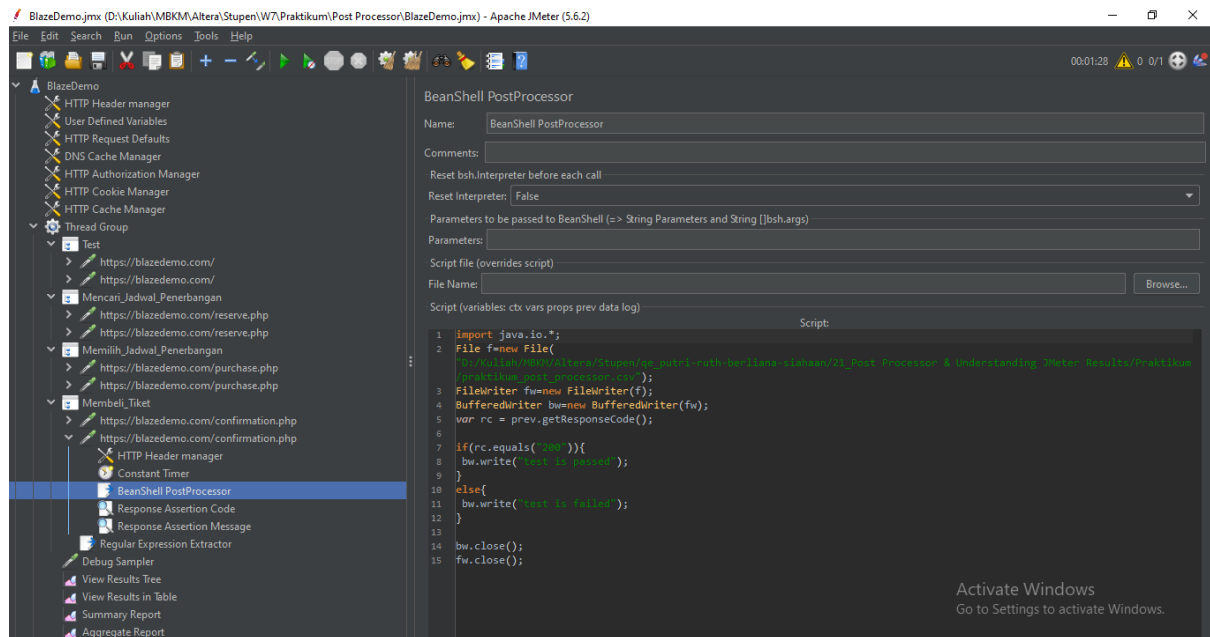 BlazeDemo.jmx (D:\Kuliah\MBKM\Altera\Stupen\W7\Praktikum\Post Processor\BlazeDemo.jmx) - Apache JMeter (5.6.2)
File Edit Search Run Options Tools Help
00:01:28 0 0/1
BlazeDemo
HTTP Header manager
User Defined Variables
HTTP Request Defaults
DNS Cache Manager
HTTP Authorization Manager
HTTP Cookie Manager
HTTP Cache Manager
Thread Group
Test
https://blazedemo.com/
https://blazedemo.com/
Mencari_Jadwal_Penerbangan
https://blazedemo.com/reserve.php
https://blazedemo.com/reserve.php
Memilih_Jadwal_Penerbangan
https://blazedemo.com/purchase.php
https://blazedemo.com/purchase.php
Membeli_Tiket
https://blazedemo.com/confirmation.php
https://blazedemo.com/confirmation.php
HTTP Header manager
Constant Timer
BeanShell PostProcessor
Response Assertion Code
Response Assertion Message
Regular Expression Extractor
Debug Sampler
View Results Tree
View Results in Table
Summary Report
Aggregate Report
BeanShell PostProcessor
Name: BeanShell PostProcessor
Comments:
Reset bsh.Interpreter before each call
Reset Interpreter: False
Parameters to be passed to BeanShell (=> String Parameters and String []bsh.args)
Parameters:
Script file (overrides script)
File Name: Browse...
Script (variables: ctx vars props prev data log)
Script:
1 import java.io.*;
2 File f=new File(
"D:/Kuliah/MBKM/Altera/Stupen/qe_putri-ruth-berliana-siahaan/21_Post Processor & Understanding JMeter Results/Praktikum
/praktikum_post_processor.csv");
3 FileWriter fw=new FileWriter(f);
4 BufferedWriter bw=new BufferedWriter(fw);
5 var rc = prev.getResponseCode();
6
7 if(rc.equals("200")){
8 bw.write("test is passed");
9 }
10 else{
11 bw.write("test is failed");
12 }
13
14 bw.close();
15 fw.close();
Activate Windows
Go to Settings to activate Windows.